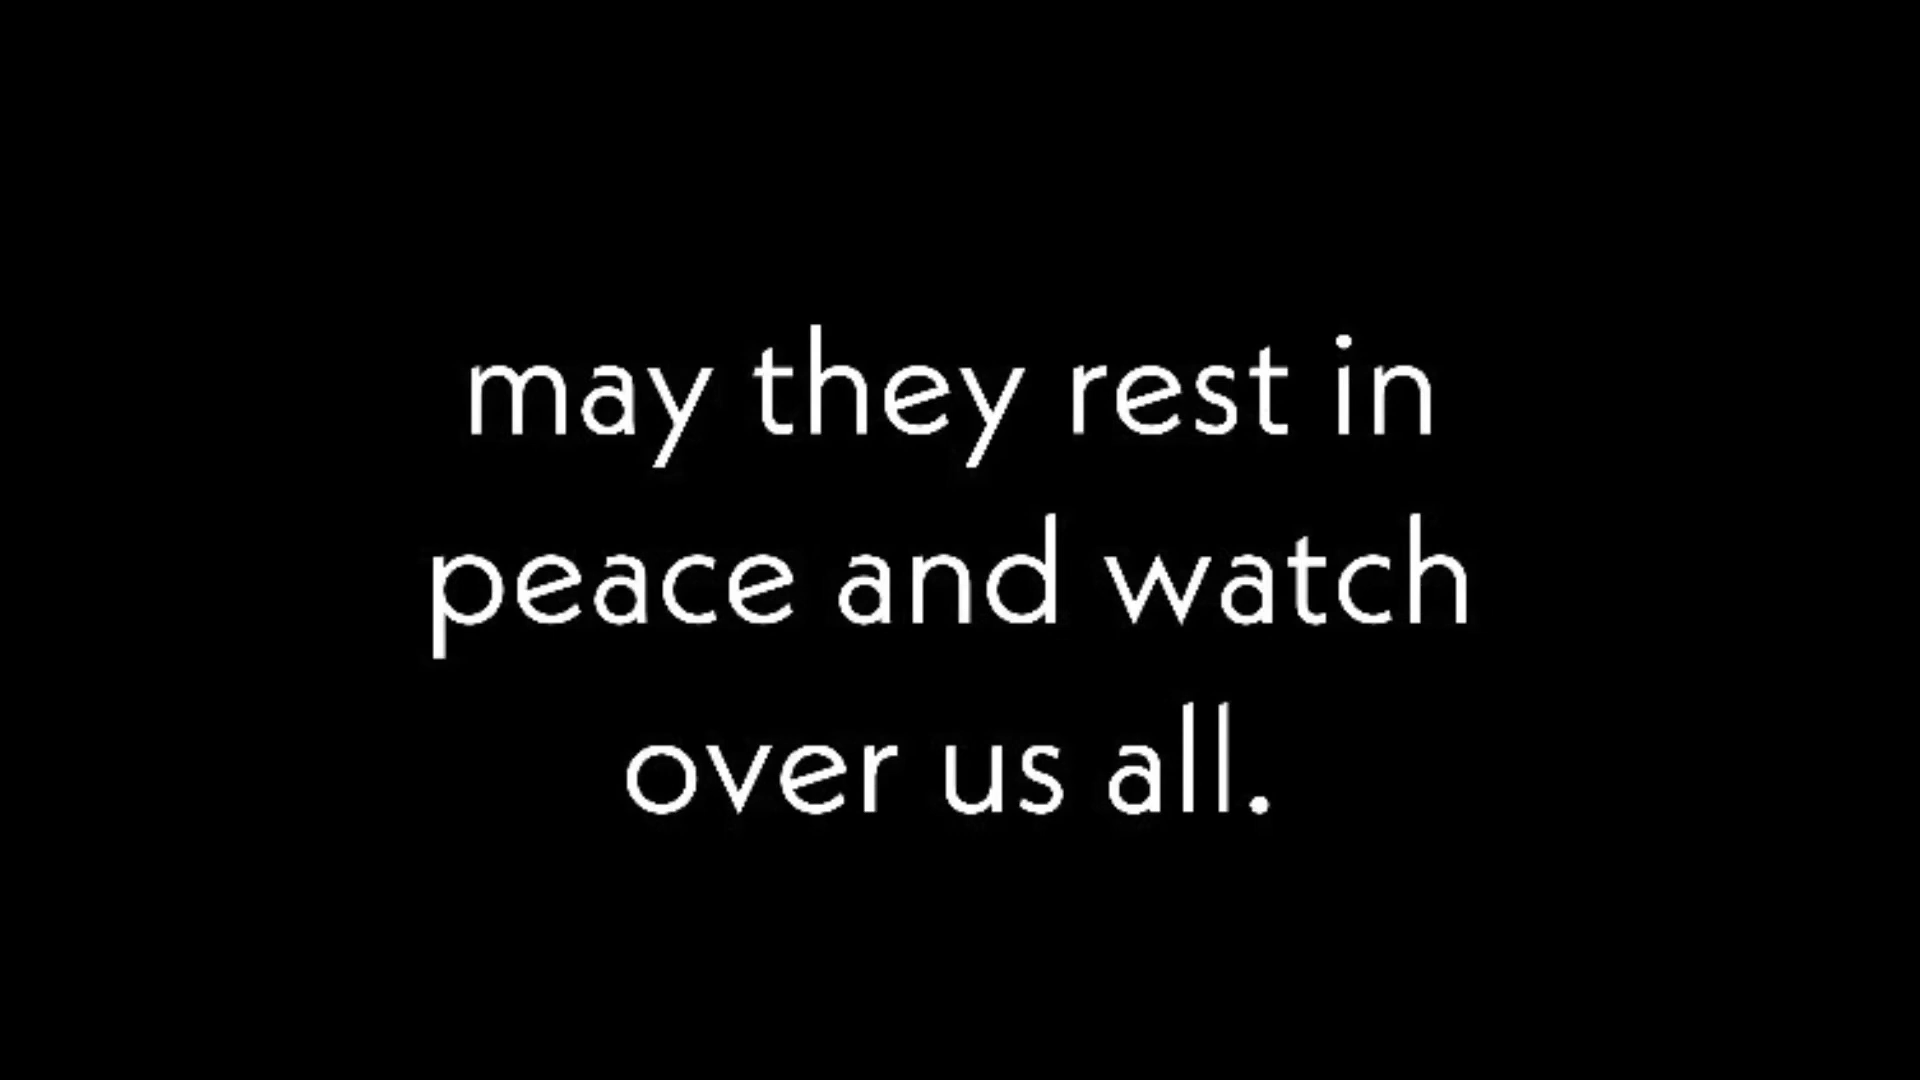 may they rest in
peace and watch
over us all.